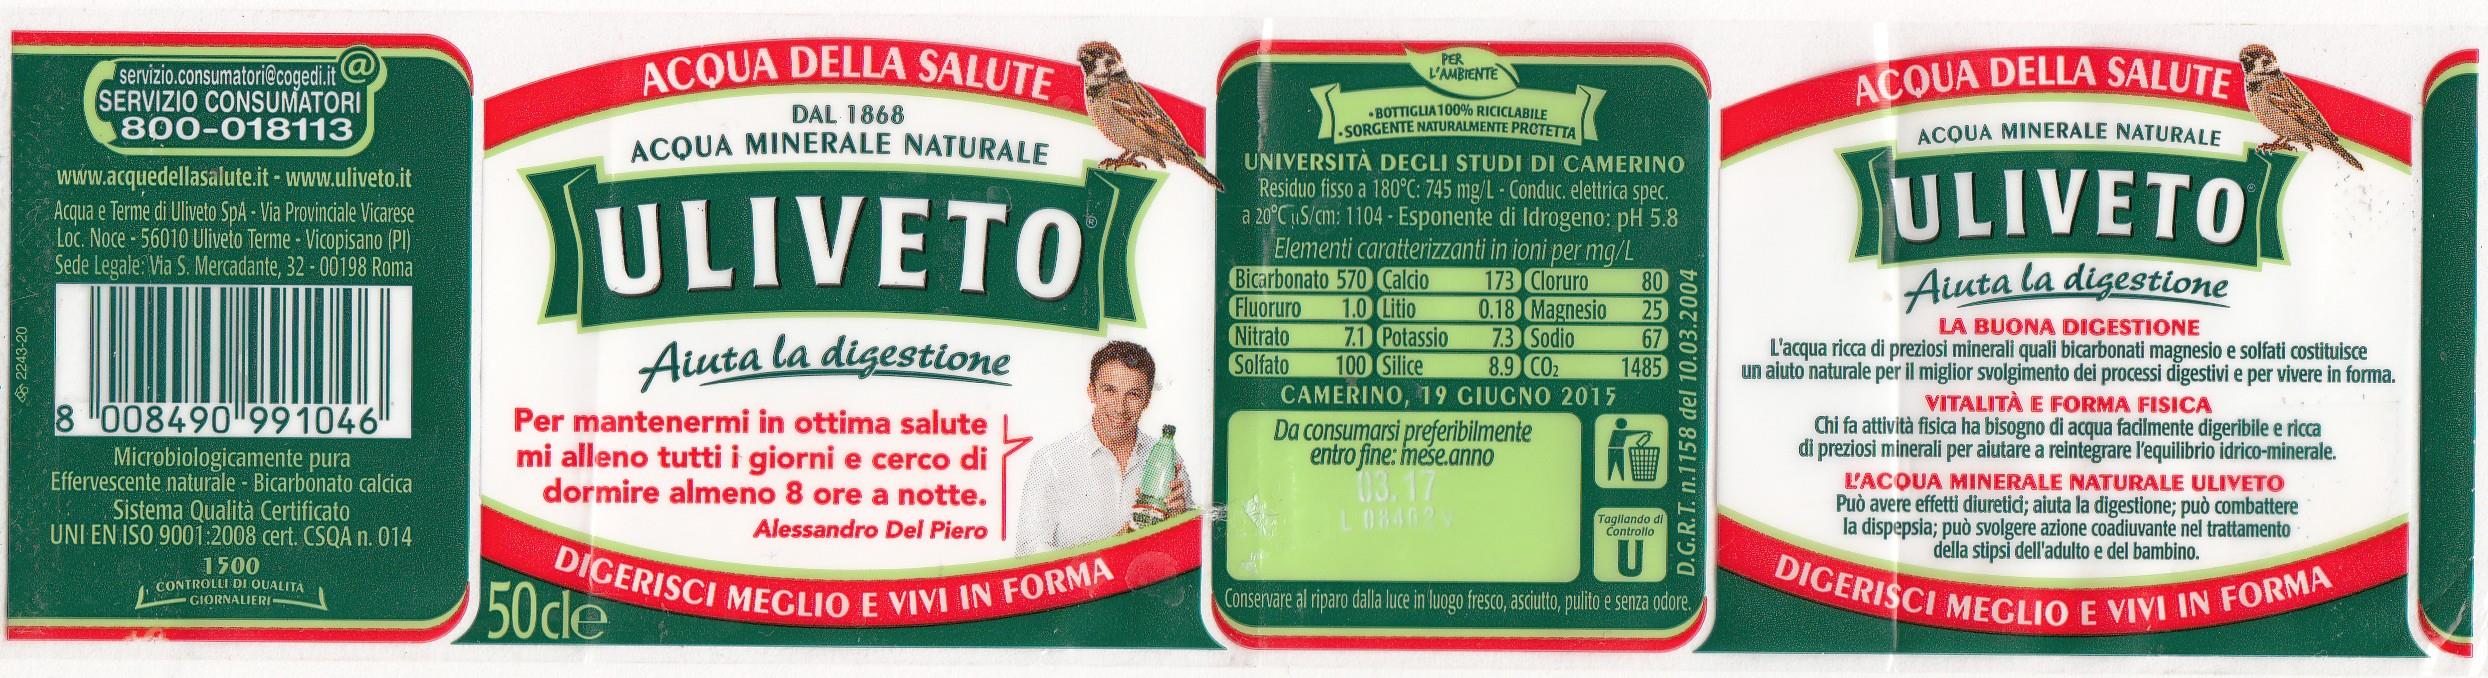 servizio.consumatori@cogedi.it @
SERVIZIO CONSUMATORI
800-018113
www.acquedellasalute.it - www.uliveto.it
Acqua e Terme di Uliveto SpA - Via Provinciale Vicarese
Loc. Noce - 56010 Uliveto Terme - Vicopisano (PI)
Sede Legale: Via S. Mercadante, 32 - 00198 Roma
2243-20
8 008490 991046
Microbiologicamente pura
Effervescente naturale - Bicarbonato calcica
Sistema Qualità Certificato
UNI EN ISO 9001:2008 cert. CSQA n. 014
1500
CONTROLLI DI QUALITÀ
GIORNALIERI
ACQUA DELLA SALUTE
DAL 1868
ACQUA MINERALE NATURALE
ULIVETO®
Aiuta la digestione
Per mantenermi in ottima salute
mi alleno tutti i giorni e cerco di
dormire almeno 8 ore a notte.
Alessandro Del Piero
DIGERISCI MEGLIO E VIVI IN FORMA
50cle
PER
L'AMBIENTE
•BOTTIGLIA 100% RICICLABILE
•SORGENTE NATURALMENTE PROTETTA
UNIVERSITÀ DEGLI STUDI DI CAMERINO
Residuo fisso a 180°C: 745 mg/L - Conduc. elettrica spec.
a 20°C µS/cm: 1104 - Esponente di Idrogeno: pH 5.8
Elementi caratterizzanti in ioni per mg/L
Bicarbonato 570 Calcio 173 Cloruro 80
Fluoruro 1.0 Litio 0.18 Magnesio 25
Nitrato 7.1 Potassio 7.3 Sodio 67
Solfato 100 Silice 8.9 CO₂ 1485
CAMERINO, 19 GIUGNO 2015
Da consumarsi preferibilmente
entro fine: mese.anno
03.17
Tagliando di
Controllo
U
D.G.R.T. n.1158 del 10.03.2004
Conservare al riparo dalla luce in luogo fresco, asciutto, pulito e senza odore.
ACQUA DELLA SALUTE
ACQUA MINERALE NATURALE
ULIVETO®
Aiuta la digestione
LA BUONA DIGESTIONE
L'acqua ricca di preziosi minerali quali bicarbonati magnesio e solfati costituisce
un aiuto naturale per il miglior svolgimento dei processi digestivi e per vivere in forma.
VITALITÀ E FORMA FISICA
Chi fa attività fisica ha bisogno di acqua facilmente digeribile e ricca
di preziosi minerali per aiutare a reintegrare l'equilibrio idrico-minerale.
L'ACQUA MINERALE NATURALE ULIVETO
Può avere effetti diuretici; aiuta la digestione; può combattere
la dispepsia; può svolgere azione coadiuvante nel trattamento
della stipsi dell'adulto e del bambino.
DIGERISCI MEGLIO E VIVI IN FORMA